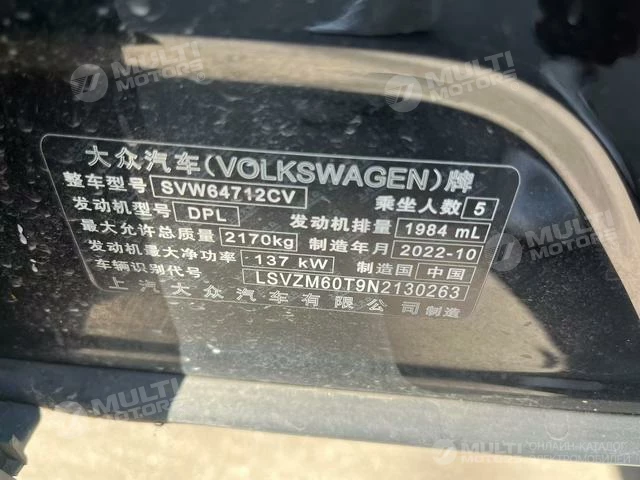 大众汽车(VOLKSWAGEN)牌
整车型号 SVW64712CV 乘坐人数 5
发动机型号 DPL 发动机排量 1984 mL
最大允许总质量 2170kg 制造年月 2022-10
发动机最大净功率 137 kW 制造国 中国
车辆识别代号 LSVZM60T9N2130263
上汽大众汽车有限公司制造
MULTI MOTORS
MULTI MOTORS
MULTI MOTORS
MULTI MOTORS
MULTI MOTORS
MULTI
ОНЛАЙН-КАТАЛОГ
АВТОМОБИЛЕЙ